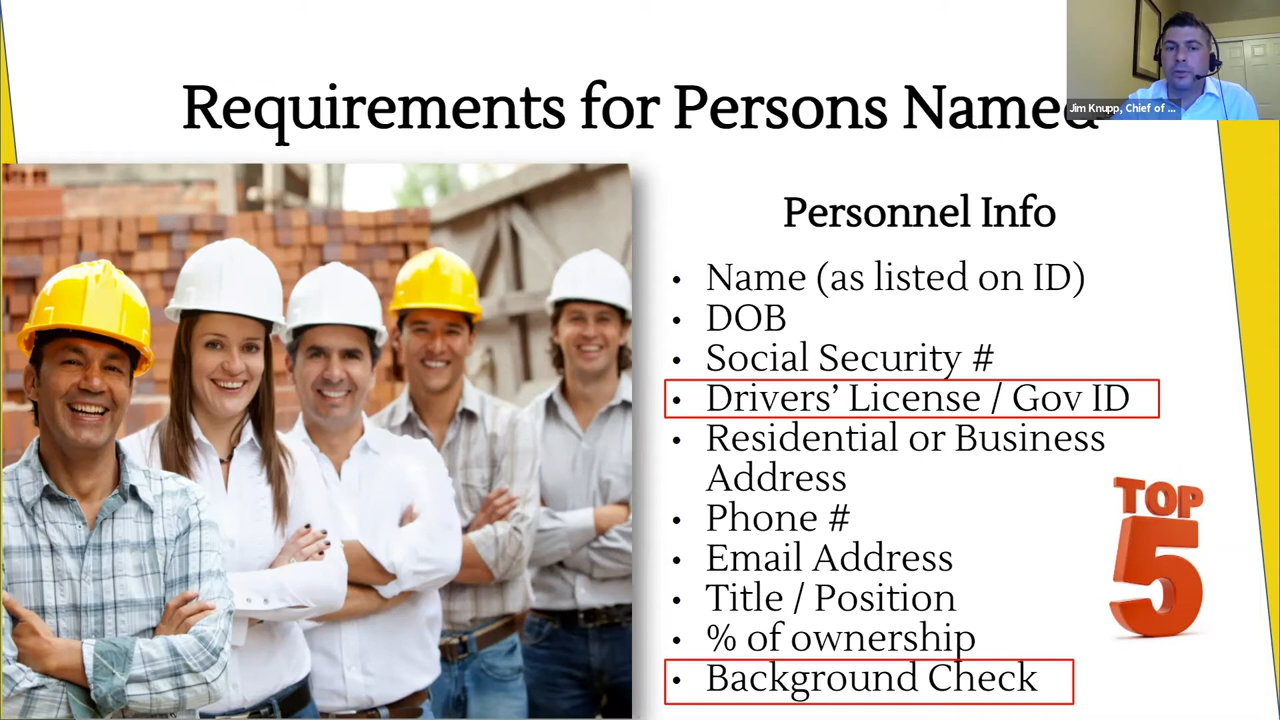 Requirements for Persons Named
Jim Knupp, Chief of ...
Personnel Info
• Name (as listed on ID)
• DOB
• Social Security #
• Drivers’ License / Gov ID
• Residential or Business
Address
• Phone #
• Email Address
• Title / Position
• % of ownership
• Background Check
TOP
5